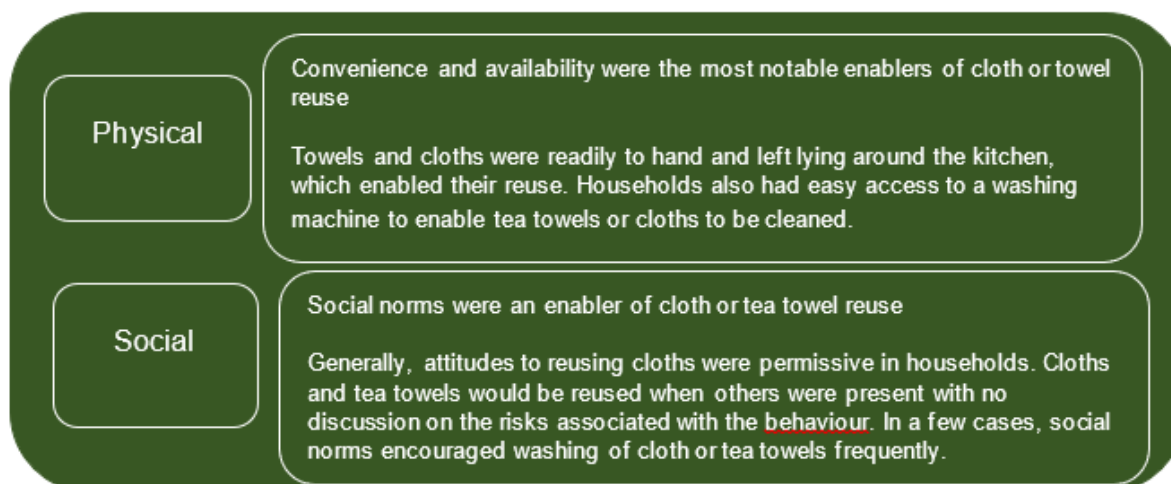 Physical
Convenience and availability were the most notable enablers of cloth or towel
reuse
Towels and cloths were readily to hand and left lying around the kitchen,
which enabled their reuse. Households also had easy access to a washing
machine to enable tea towels or cloths to be cleaned.
Social
Social norms were an enabler of cloth or tea towel reuse
Generally, attitudes to reusing cloths were permissive in households. Cloths
and tea towels would be reused when others were present with no
discussion on the risks associated with the behaviour. In a few cases, social
norms encouraged washing of cloth or tea towels frequently.